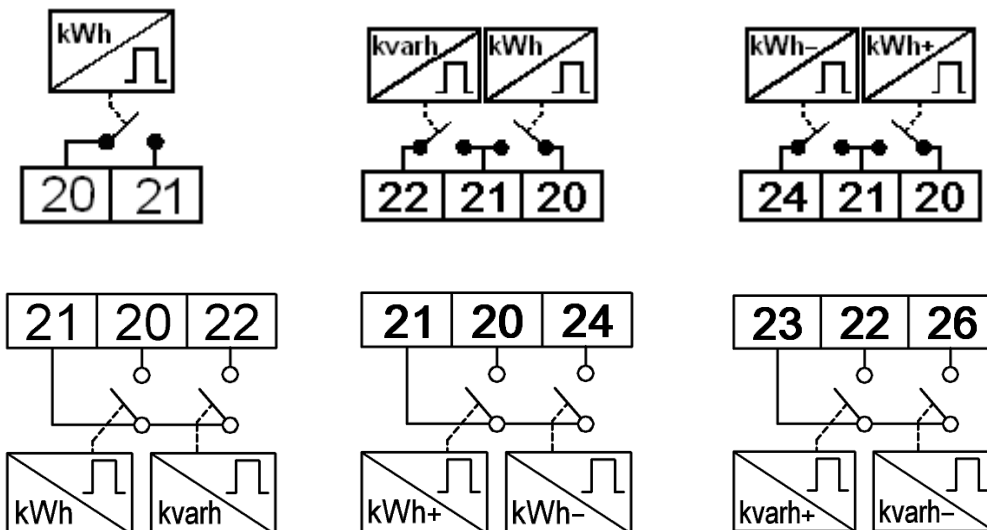 kWh
kvarh kWh
kWh– kWh+
20 21
22 21 20
24 21 20
21 20 22
21 20 24
23 22 26
kWh kvarh
kWh+ kWh–
kvarh+ kvarh–